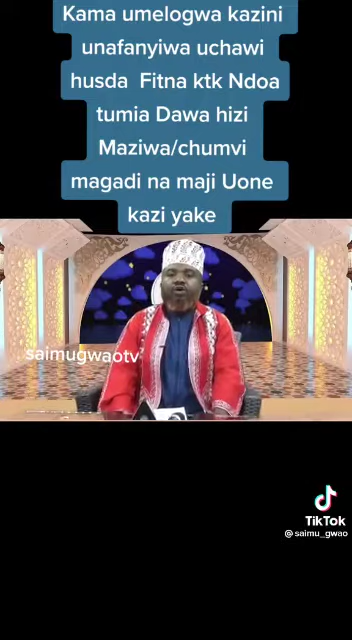 Kama umelogwa kazini
unafanyiwa uchawi
husda Fitna ktk Ndoa
tumia Dawa hizi
Maziwa/chumvi
magadi na maji Uone
kazi yake
saimugwaotv
TikTok
@saimu_gwao